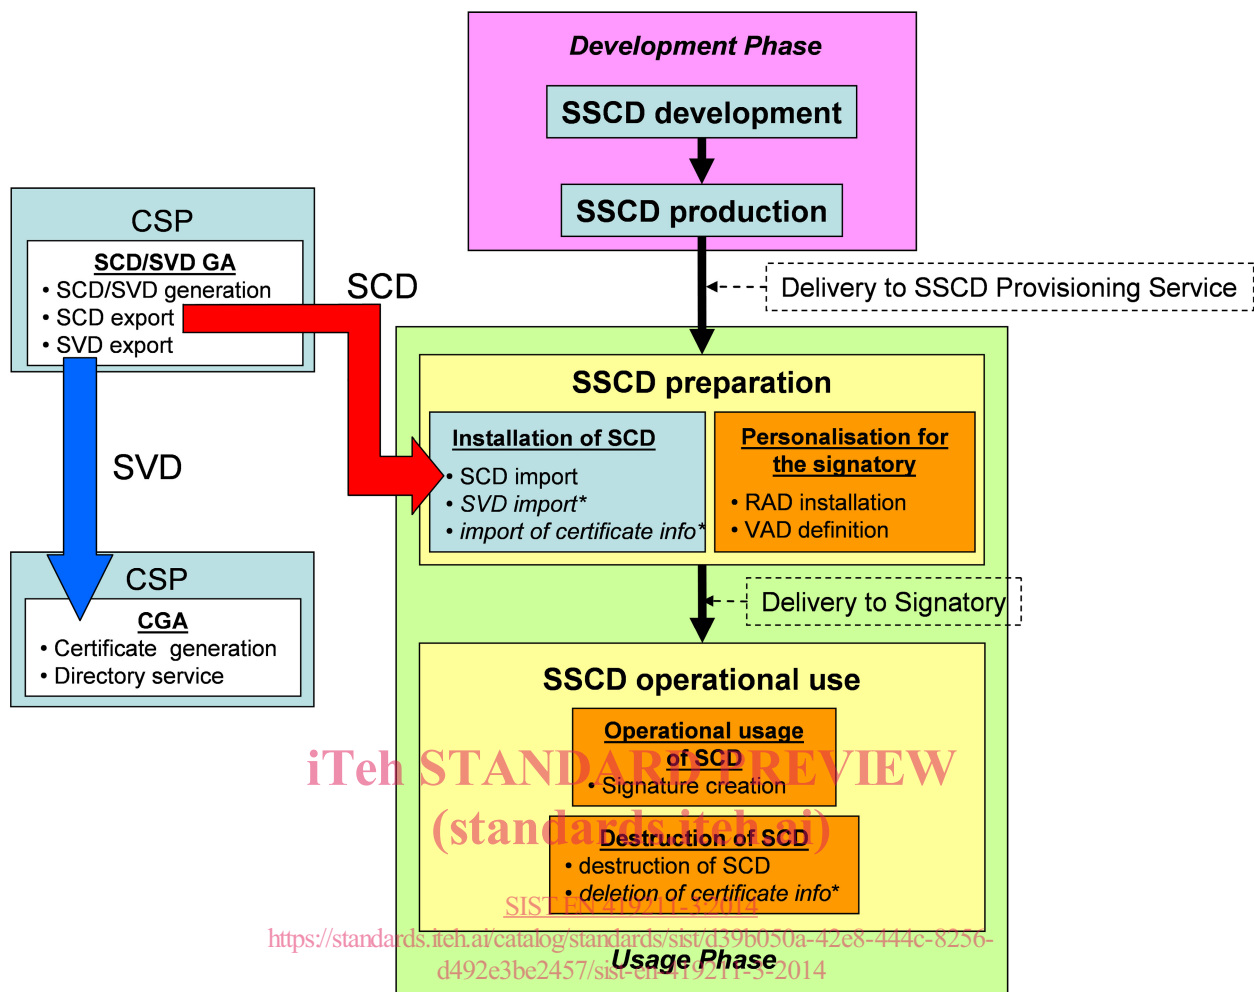 Development Phase
SSCD development
SSCD production
Delivery to SSCD Provisioning Service
CSP
SCD/SVD GA
• SCD/SVD generation
• SCD export
• SVD export
SCD
SVD
CSP
CGA
• Certificate generation
• Directory service
SSCD preparation
Installation of SCD
• SCD import
• SVD import*
• import of certificate info*
Personalisation for
the signatory
• RAD installation
• VAD definition
Delivery to Signatory
SSCD operational use
Operational usage
of SCD
• Signature creation
Destruction of SCD
• destruction of SCD
• deletion of certificate info*
Usage Phase
iTeh STANDARD PREVIEW
(standards.iteh.ai)
SIST EN 419211-3:2014
https://standards.iteh.ai/catalog/standards/sist/d39b050a-42e8-444c-8256-
d492e3be2457/sist-en-419211-3-2014